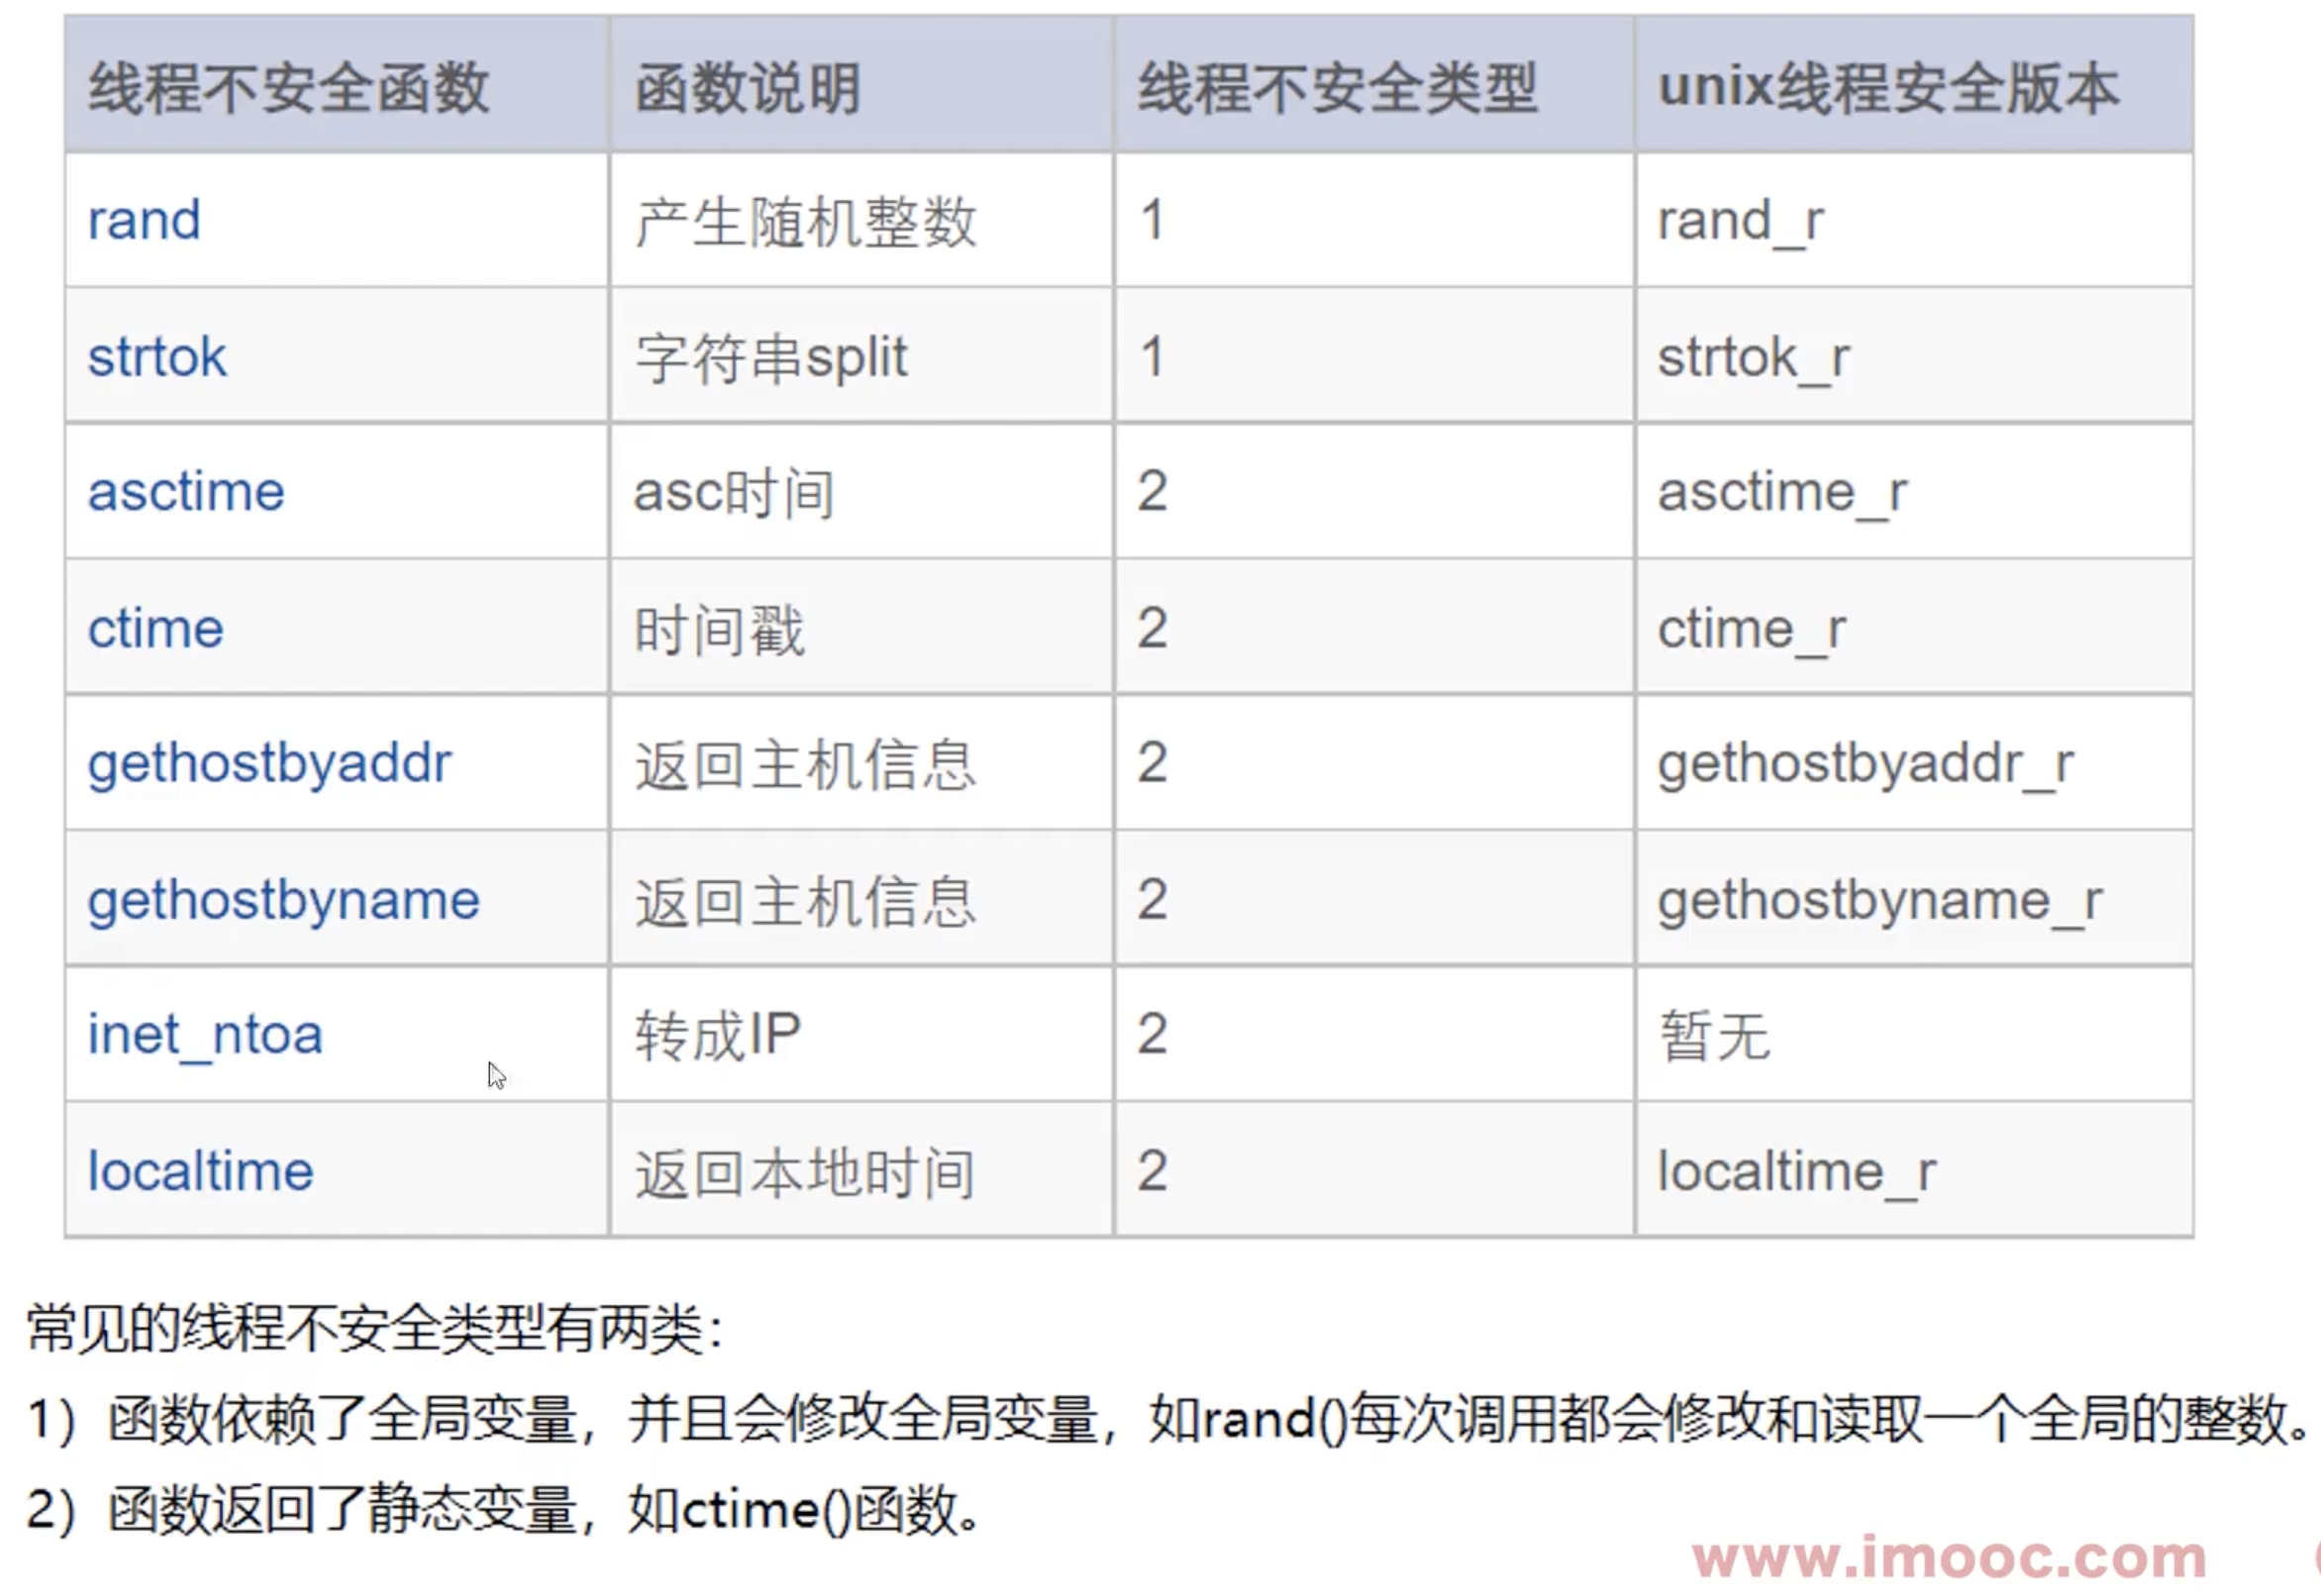 线程不安全函数 函数说明 线程不安全类型 unix线程安全版本
rand 产生随机整数 1 rand_r
strtok 字符串split 1 strtok_r
asctime asc时间 2 asctime_r
ctime 时间戳 2 ctime_r
gethostbyaddr 返回主机信息 2 gethostbyaddr_r
gethostbyname 返回主机信息 2 gethostbyname_r
inet_ntoa 转成IP 2 暂无
localtime 返回本地时间 2 localtime_r
常见的线程不安全类型有两类：
1）函数依赖了全局变量，并且会修改全局变量，如rand()每次调用都会修改和读取一个全局的整数。
2）函数返回了静态变量，如ctime()函数。
www.imooc.com